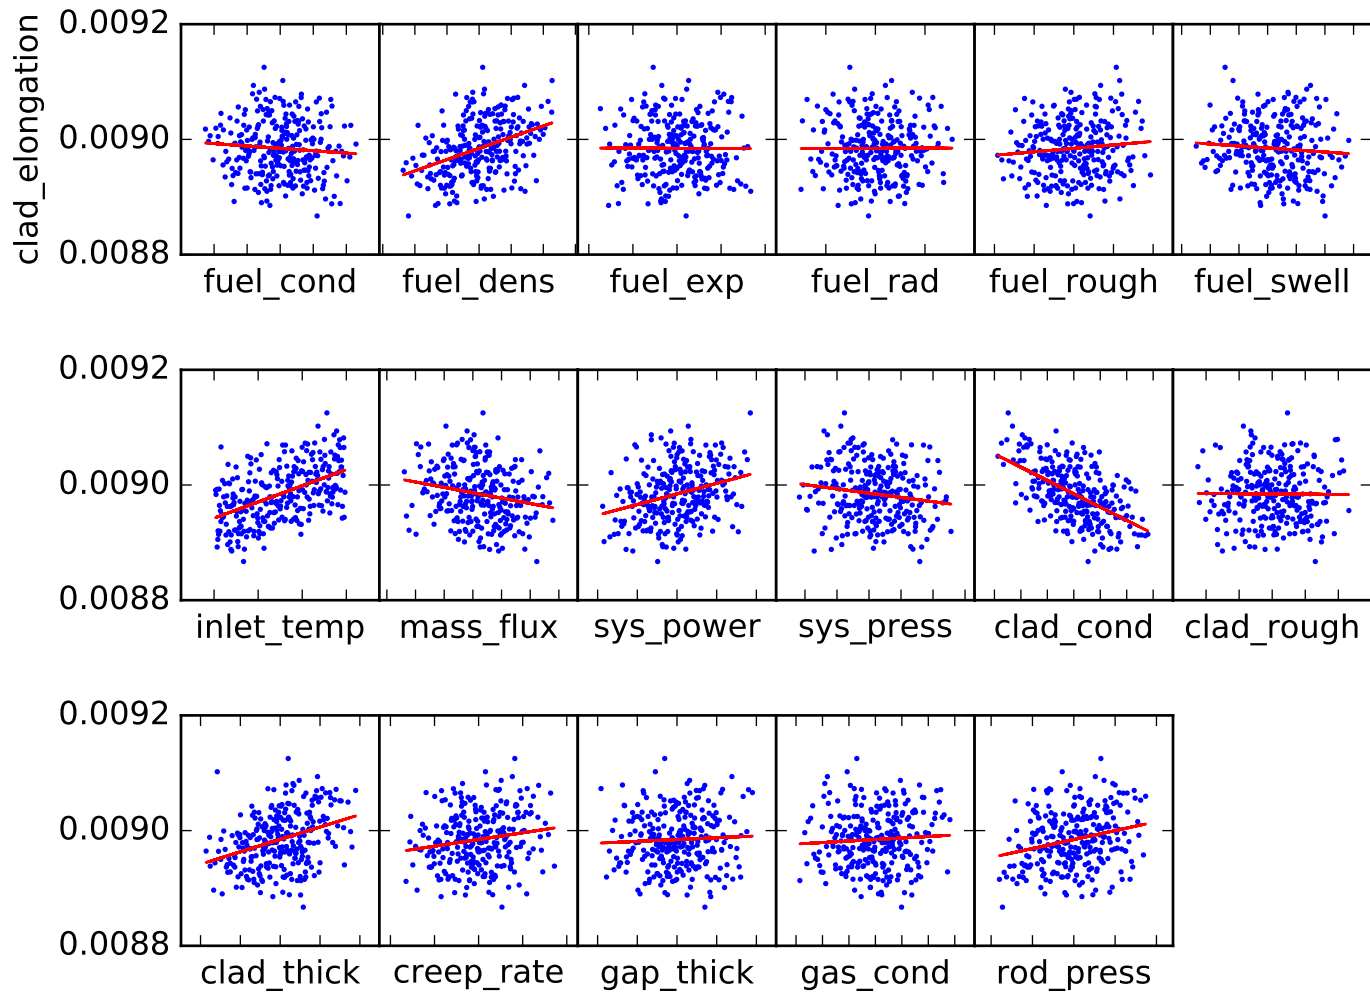 clad_elongation
0.0092
0.0090
0.0088
fuel_cond fuel_dens fuel_exp fuel_rad fuel_rough fuel_swell
0.0092
0.0090
0.0088
inlet_temp mass_flux sys_power sys_press clad_cond clad_rough
0.0092
0.0090
0.0088
clad_thick creep_rate gap_thick gas_cond rod_press